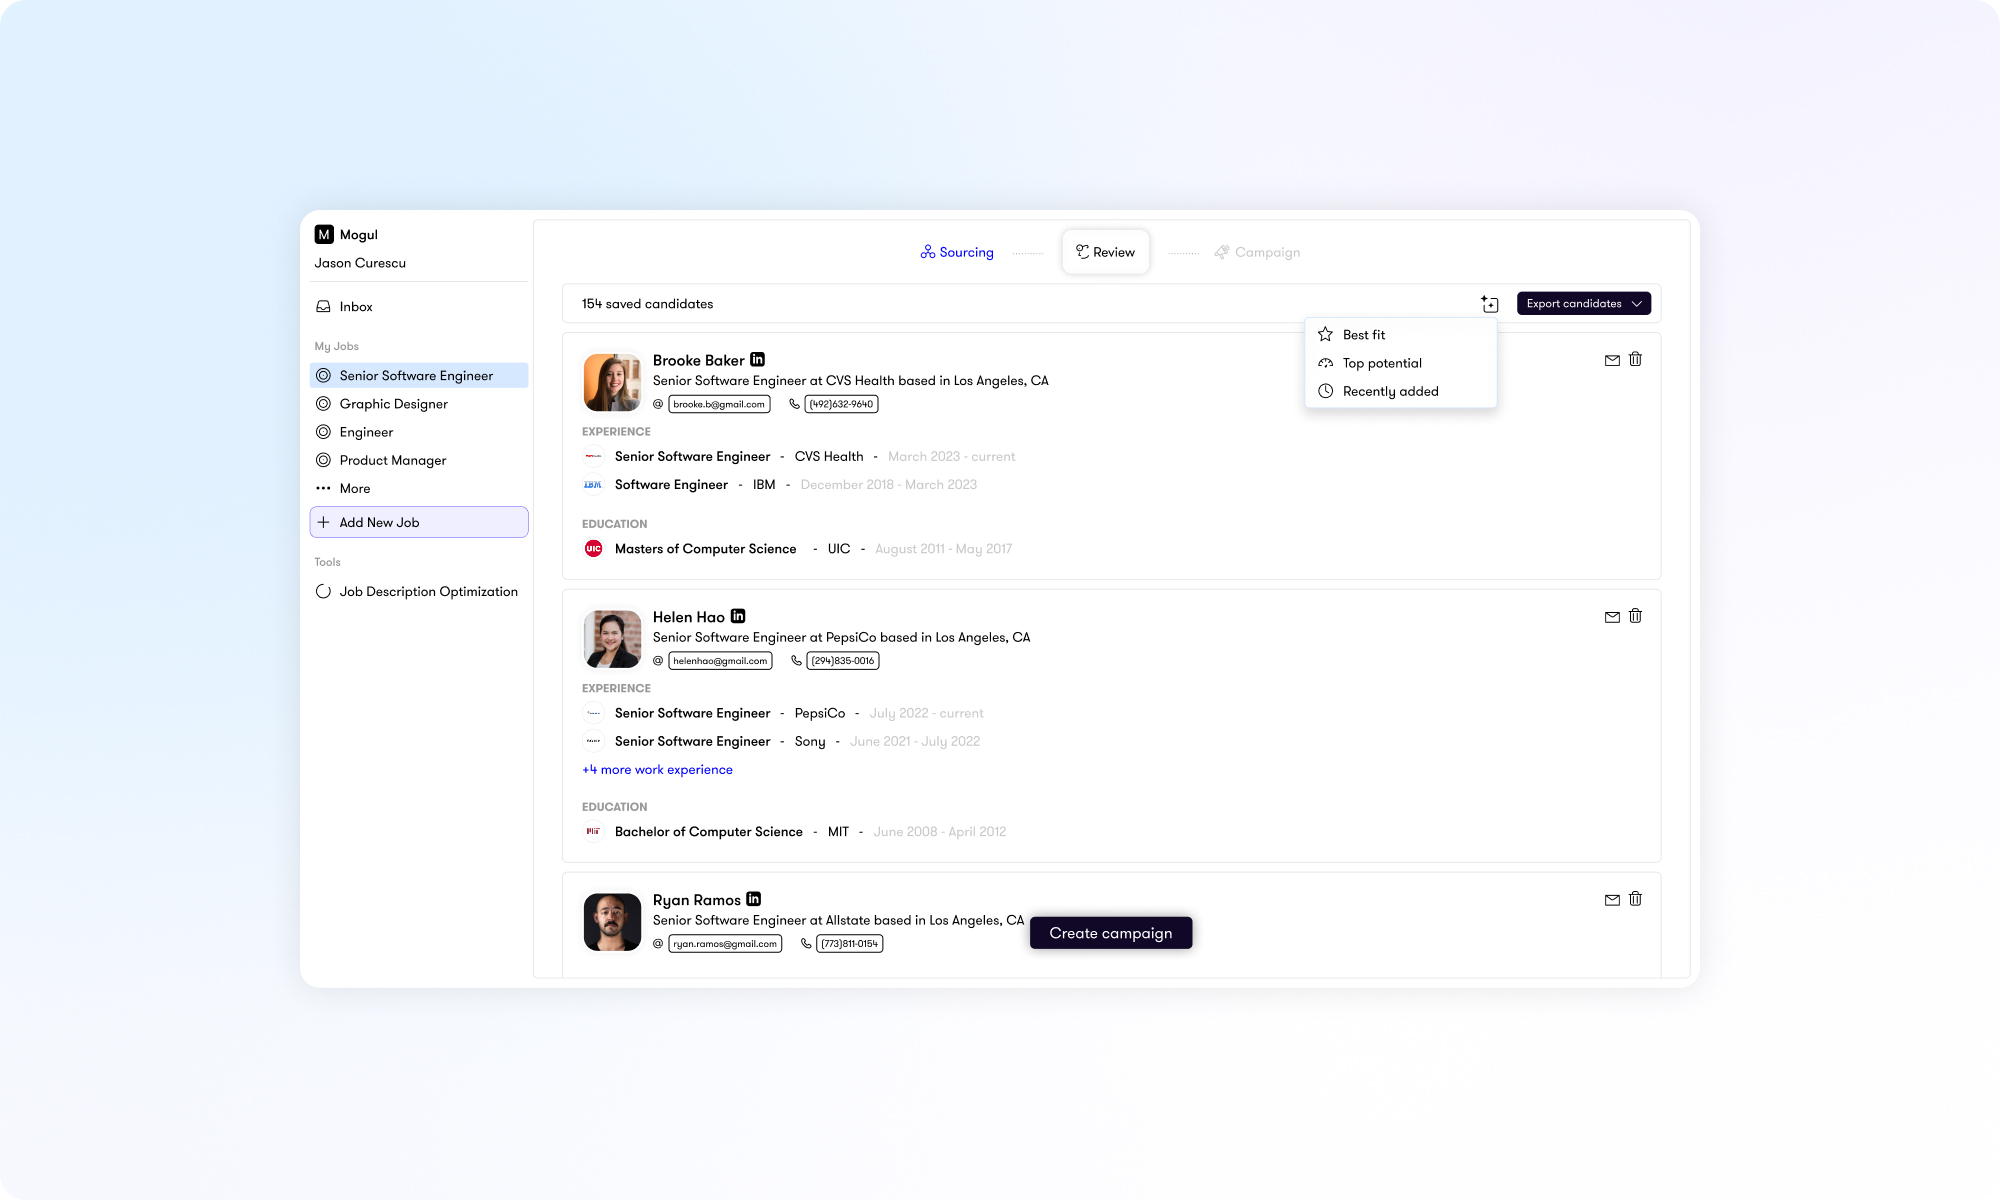 M Mogul
Jason Curescu
Inbox
My Jobs
Senior Software Engineer
Graphic Designer
Engineer
Product Manager
More
Add New Job
Tools
Job Description Optimization
Sourcing
Review
Campaign
154 saved candidates
Export candidates
Best fit
Top potential
Recently added
Brooke Baker in
Senior Software Engineer at CVS Health based in Los Angeles, CA
@ brooke.b@gmail.com (492)632-9640
EXPERIENCE
Senior Software Engineer - CVS Health - March 2023 - current
IBM Software Engineer - IBM - December 2018 - March 2023
EDUCATION
UIC Masters of Computer Science - UIC - August 2011 - May 2017
Helen Hao in
Senior Software Engineer at PepsiCo based in Los Angeles, CA
@ helenhao@gmail.com (294)835-0016
EXPERIENCE
Senior Software Engineer - PepsiCo - July 2022 - current
Senior Software Engineer - Sony - June 2021 - July 2022
+4 more work experience
EDUCATION
Bachelor of Computer Science - MIT - June 2008 - April 2012
Ryan Ramos in
Senior Software Engineer at Allstate based in Los Angeles, CA
@ ryan.ramos@gmail.com (773)811-0154
Create campaign